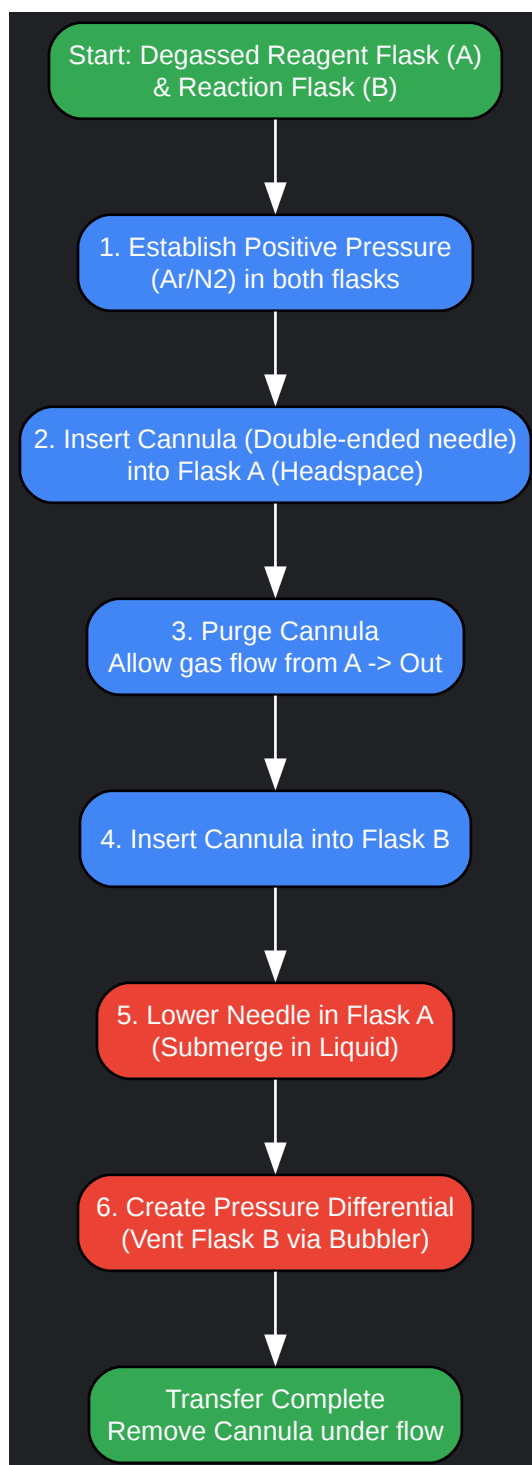 Start: Degassed Reagent Flask (A)
& Reaction Flask (B)
1. Establish Positive Pressure
(Ar/N2) in both flasks
2. Insert Cannula (Double-ended needle)
into Flask A (Headspace)
3. Purge Cannula
Allow gas flow from A -> Out
4. Insert Cannula into Flask B
5. Lower Needle in Flask A
(Submerge in Liquid)
6. Create Pressure Differential
(Vent Flask B via Bubbler)
Transfer Complete
Remove Cannula under flow